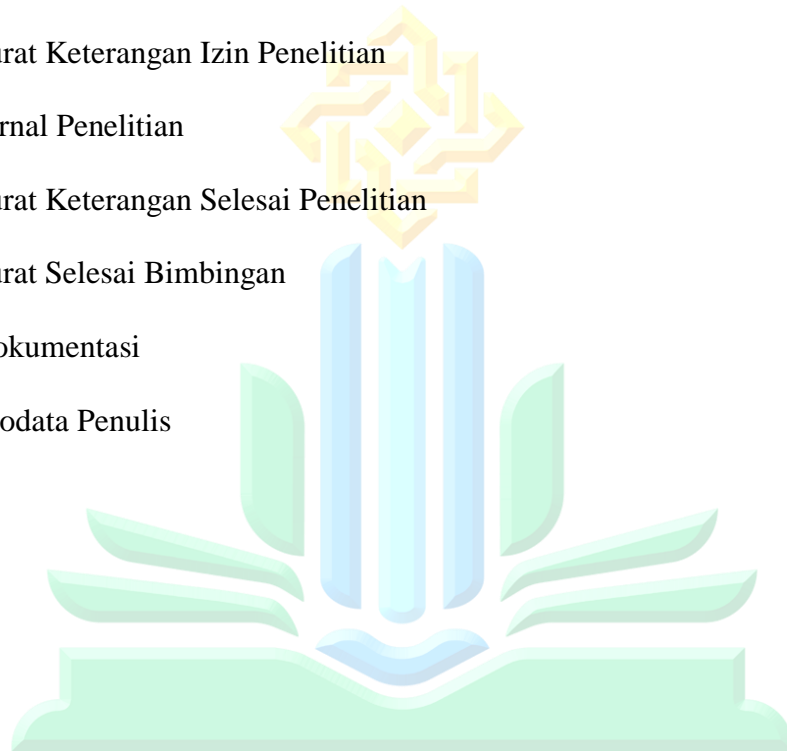 urat Keterangan Izin Penelitian
rnal Penelitian
urat Keterangan Selesai Penelitian
urat Selesai Bimbingan
okumentasi
odata Penulis